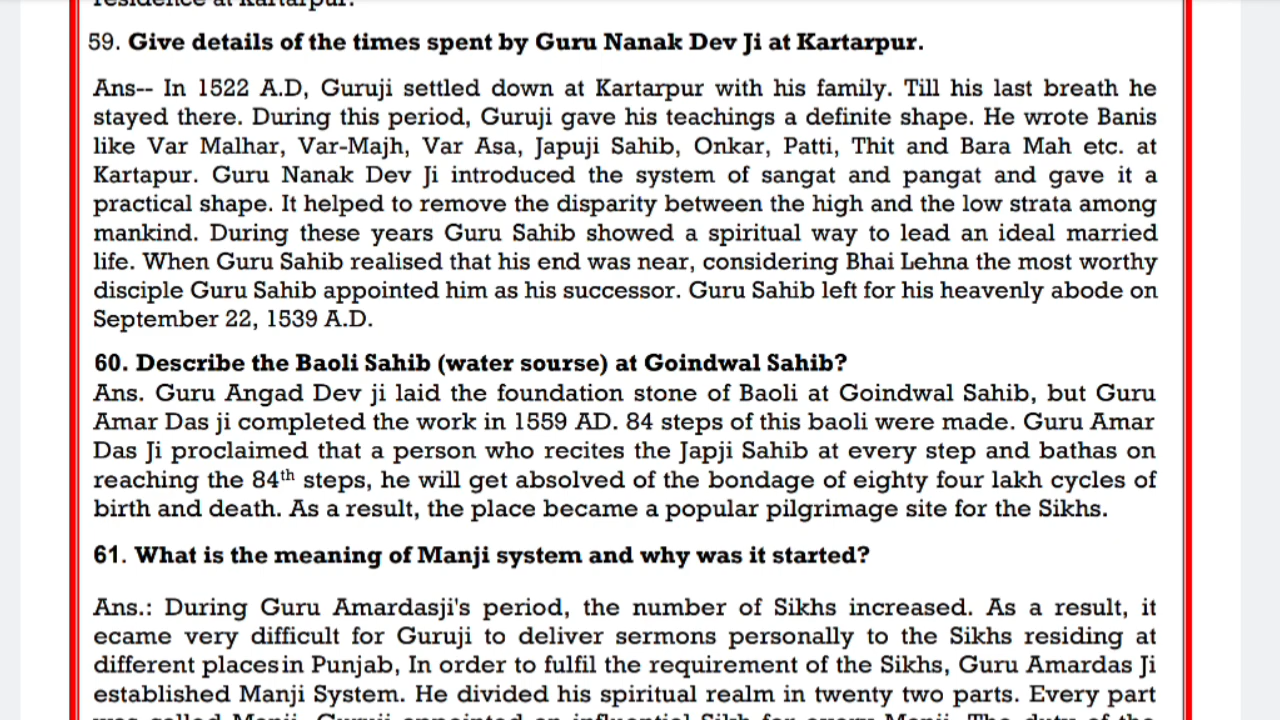 residence at Kartarpur.
59. Give details of the times spent by Guru Nanak Dev Ji at Kartarpur.
Ans-- In 1522 A.D, Guruji settled down at Kartarpur with his family. Till his last breath he
stayed there. During this period, Guruji gave his teachings a definite shape. He wrote Banis
like Var Malhar, Var-Majh, Var Asa, Japuji Sahib, Onkar, Patti, Thit and Bara Mah etc. at
Kartapur. Guru Nanak Dev Ji introduced the system of sangat and pangat and gave it a
practical shape. It helped to remove the disparity between the high and the low strata among
mankind. During these years Guru Sahib showed a spiritual way to lead an ideal married
life. When Guru Sahib realised that his end was near, considering Bhai Lehna the most worthy
disciple Guru Sahib appointed him as his successor. Guru Sahib left for his heavenly abode on
September 22, 1539 A.D.
60. Describe the Baoli Sahib (water sourse) at Goindwal Sahib?
Ans. Guru Angad Dev ji laid the foundation stone of Baoli at Goindwal Sahib, but Guru
Amar Das ji completed the work in 1559 AD. 84 steps of this baoli were made. Guru Amar
Das Ji proclaimed that a person who recites the Japji Sahib at every step and bathas on
reaching the 84th steps, he will get absolved of the bondage of eighty four lakh cycles of
birth and death. As a result, the place became a popular pilgrimage site for the Sikhs.
61. What is the meaning of Manji system and why was it started?
Ans.: During Guru Amardasji's period, the number of Sikhs increased. As a result, it
ecame very difficult for Guruji to deliver sermons personally to the Sikhs residing at
different places in Punjab, In order to fulfil the requirement of the Sikhs, Guru Amardas Ji
established Manji System. He divided his spiritual realm in twenty two parts. Every part
was called Manji. Guruji appointed an influential Sikh for every Manji. The duty of the